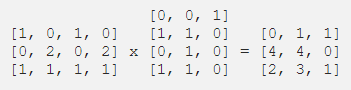 [0, 0, 1]
[1, 0, 1, 0] [1, 1, 0] [0, 1, 1]
[0, 2, 0, 2] x [0, 1, 0] = [4, 4, 0]
[1, 1, 1, 1] [1, 1, 0] [2, 3, 1]